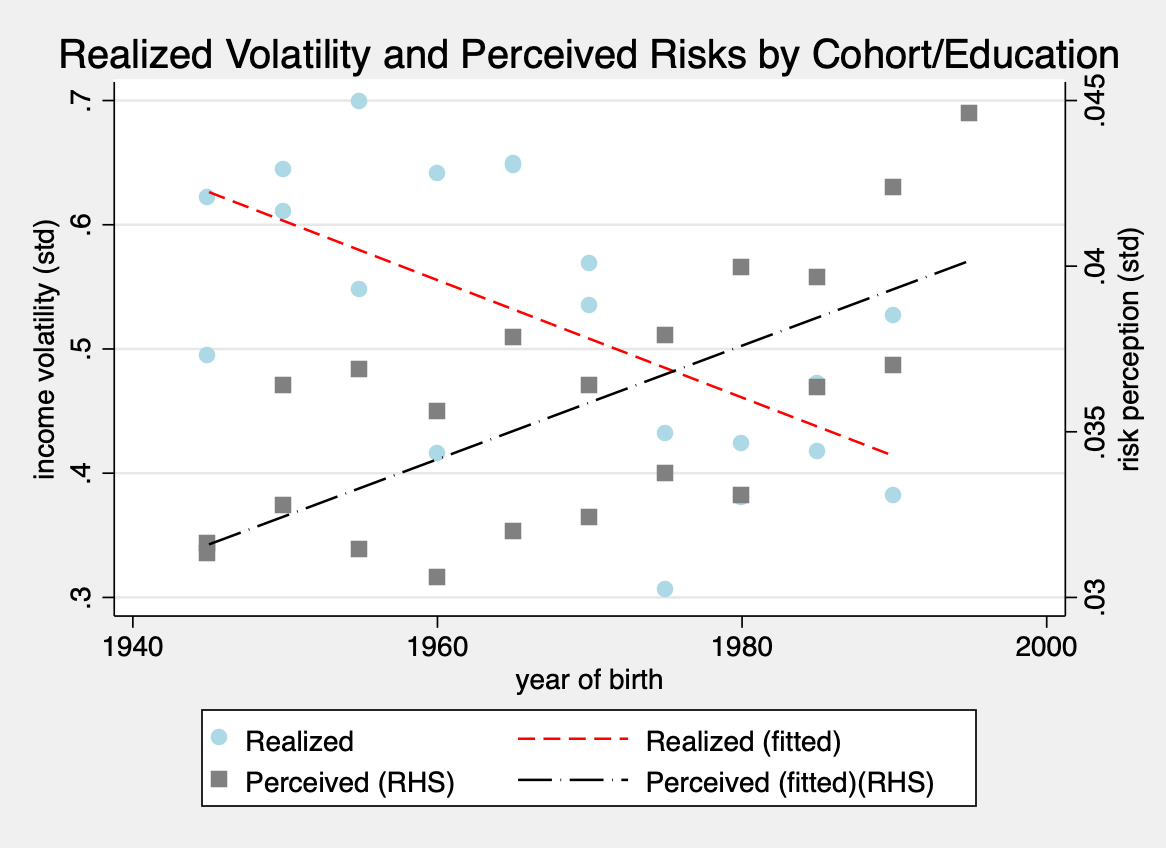 Realized Volatility and Perceived Risks by Cohort/Education
income volatility (std)
.7
.6
.5
.4
.3
.045
.04
.035
.03
risk perception (std)
1940
1960
1980
2000
year of birth
Realized
Realized (fitted)
Perceived (RHS)
Perceived (fitted)(RHS)